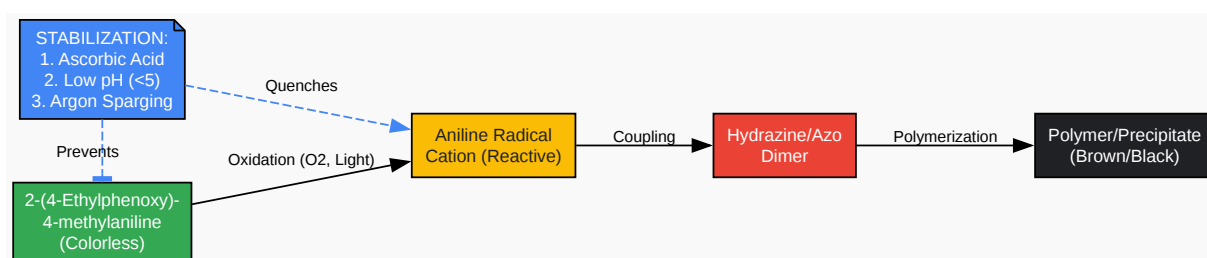 STABILIZATION:
1. Ascorbic Acid
2. Low pH (<5)
3. Argon Sparging
Quenches
Prevents
Oxidation (O2, Light)
2-(4-Ethylphenoxy)-
4-methylaniline
(Colorless)
Aniline Radical
Cation (Reactive)
Coupling
Hydrazine/Azo
Dimer
Polymerization
Polymer/Precipitate
(Brown/Black)